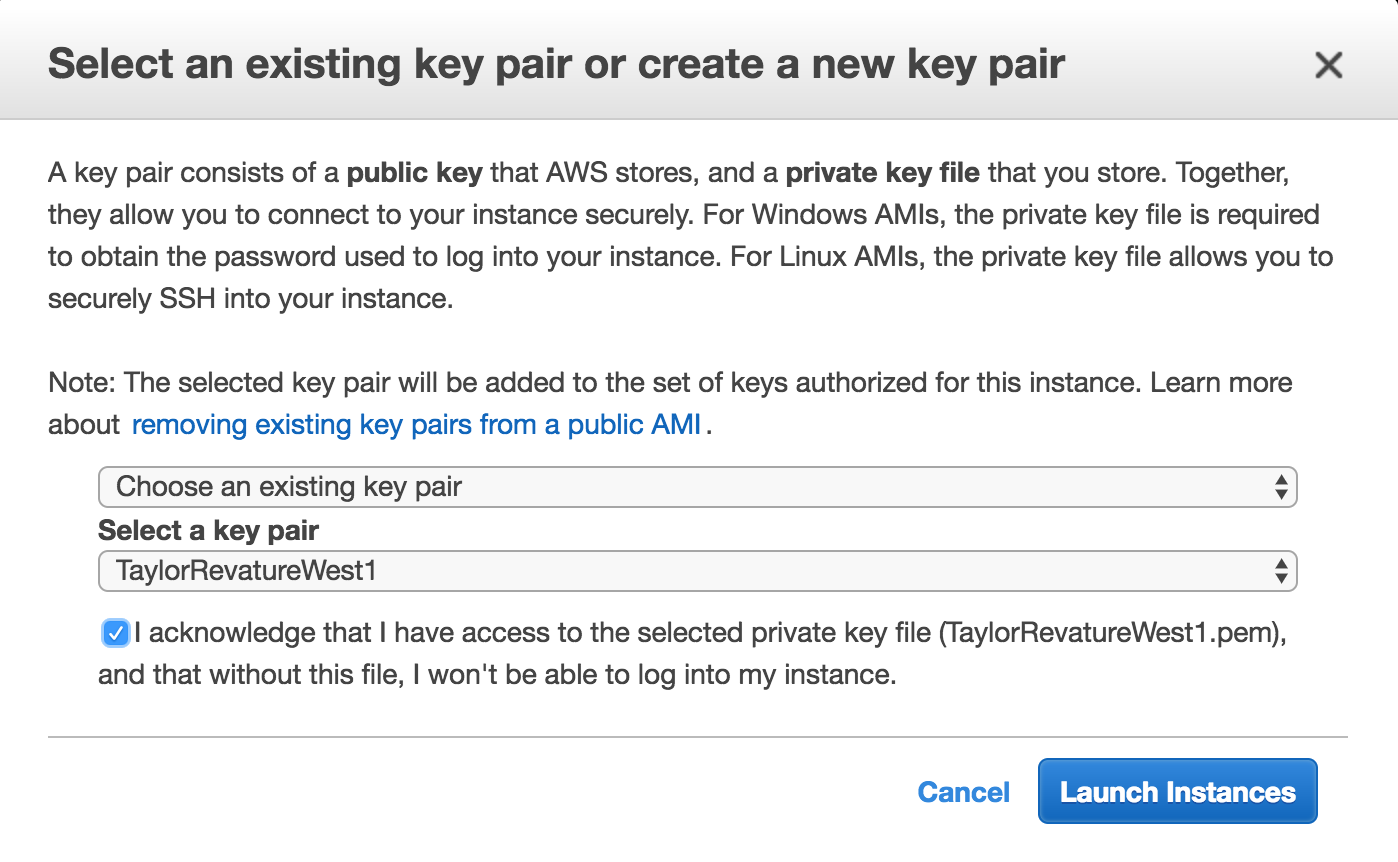 Select an existing key pair or create a new key pair
A key pair consists of a public key that AWS stores, and a private key file that you store. Together,
they allow you to connect to your instance securely. For Windows AMIs, the private key file is required
to obtain the password used to log into your instance. For Linux AMIs, the private key file allows you to
securely SSH into your instance.
Note: The selected key pair will be added to the set of keys authorized for this instance. Learn more
about removing existing key pairs from a public AMI .
Choose an existing key pair
Select a key pair
TaylorRevatureWest1
I acknowledge that I have access to the selected private key file (TaylorRevatureWest1.pem),
and that without this file, I won't be able to log into my instance.
Cancel Launch Instances